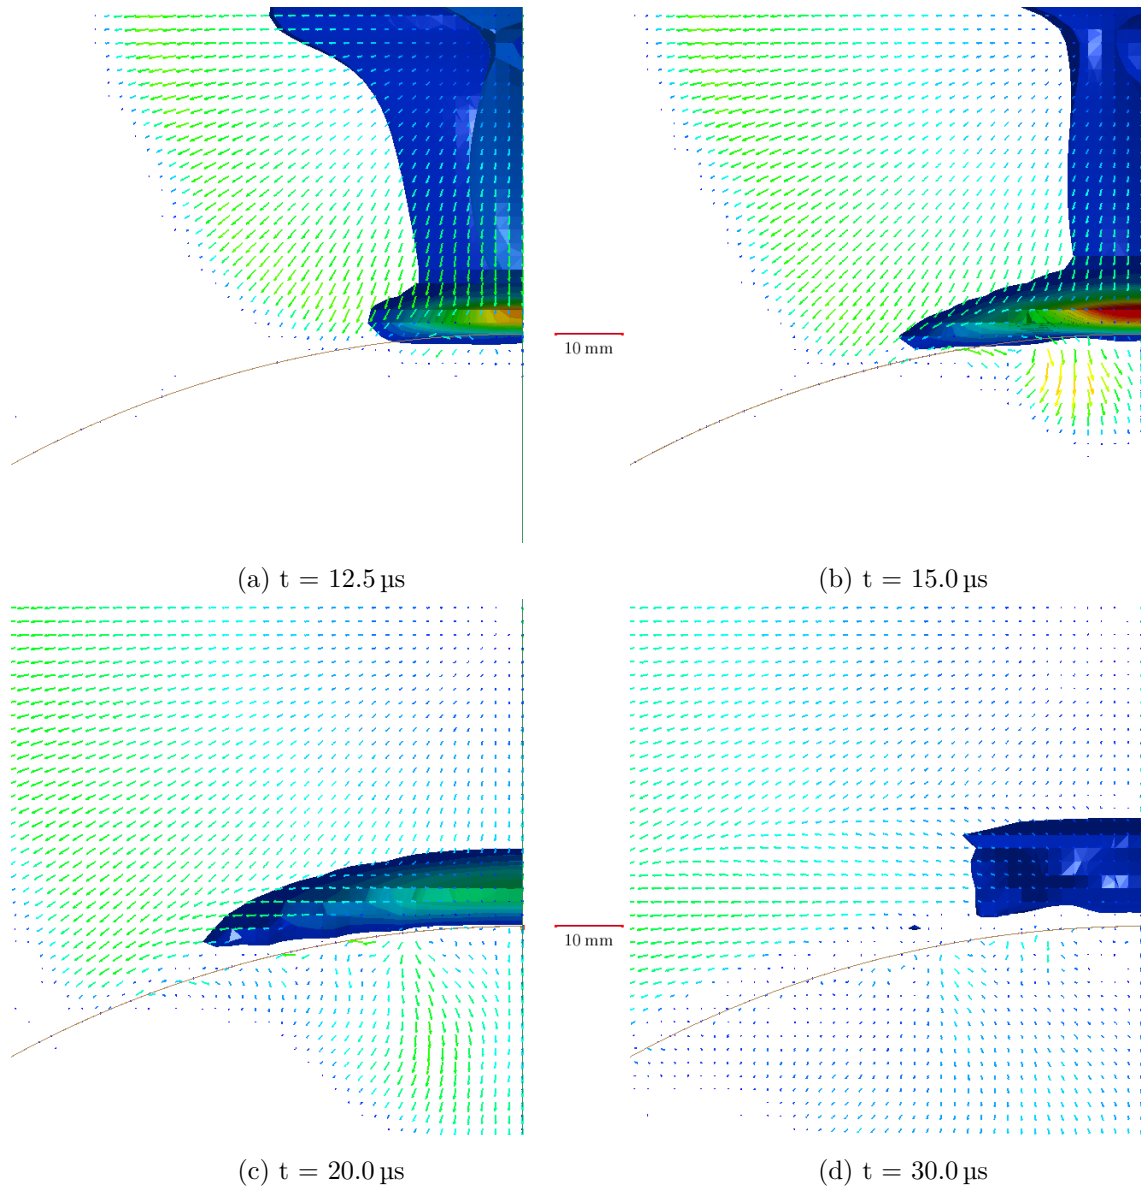 10 mm
(a) t = 12.5 µs
(b) t = 15.0 µs
10 mm
(c) t = 20.0 µs
(d) t = 30.0 µs